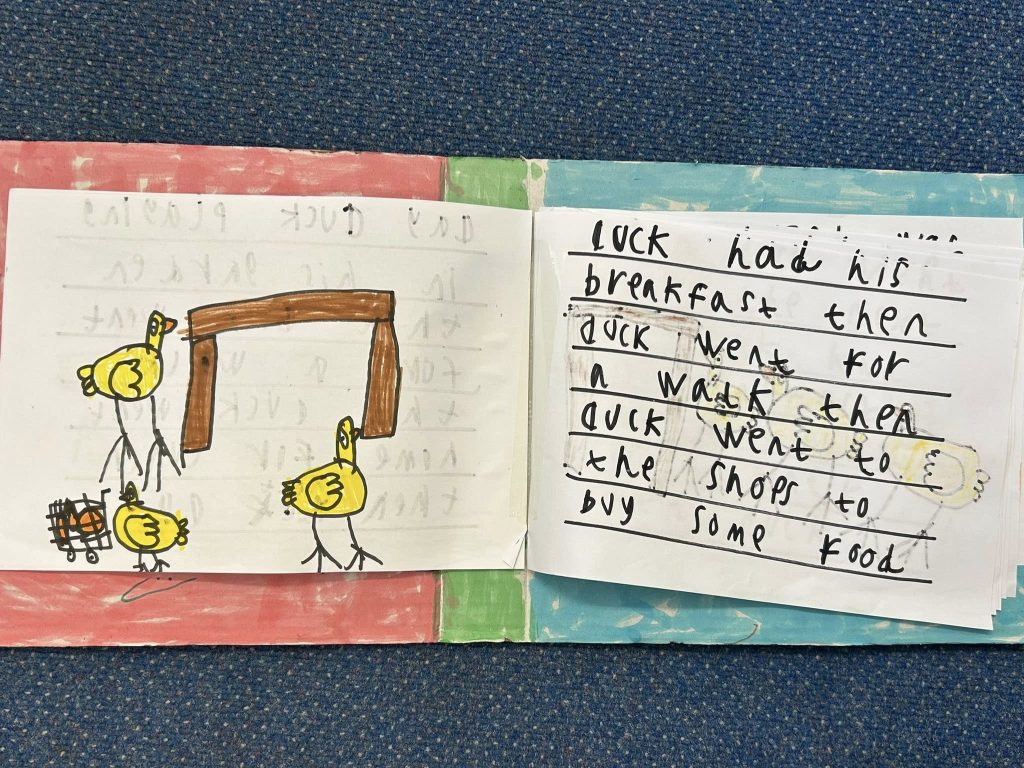 duck had his
breakfast then
duck went for
a walk then
duck went to
the shops to
buy some food